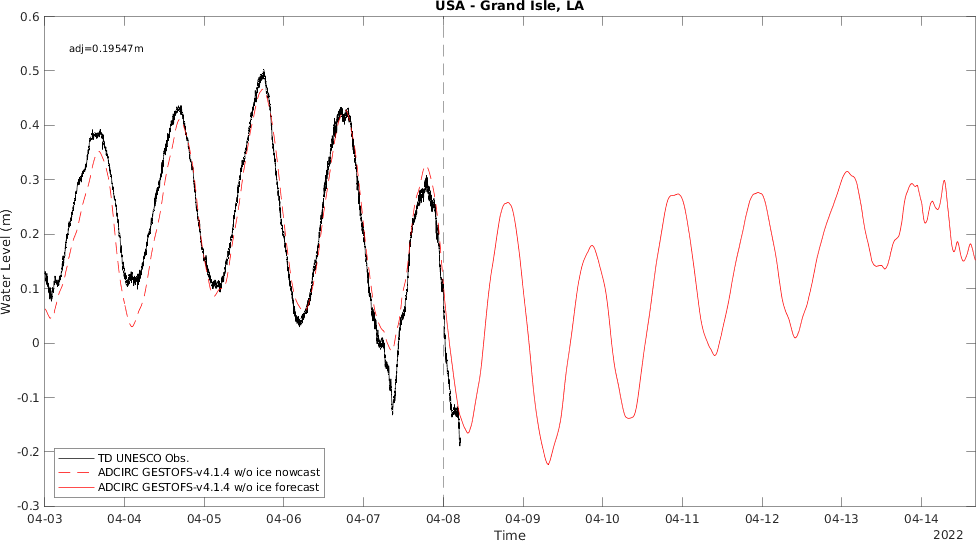 USA - Grand Isle, LA
adj=0.19547m
0.6
0.5
0.4
0.3
0.2
0.1
0
-0.1
-0.2
-0.3
Water Level (m)
TD UNESCO Obs.
ADCIRC GESTOFS-v4.1.4 w/o ice nowcast
ADCIRC GESTOFS-v4.1.4 w/o ice forecast
04-03 04-04 04-05 04-06 04-07 04-08 04-09 04-10 04-11 04-12 04-13 04-14
Time
2022